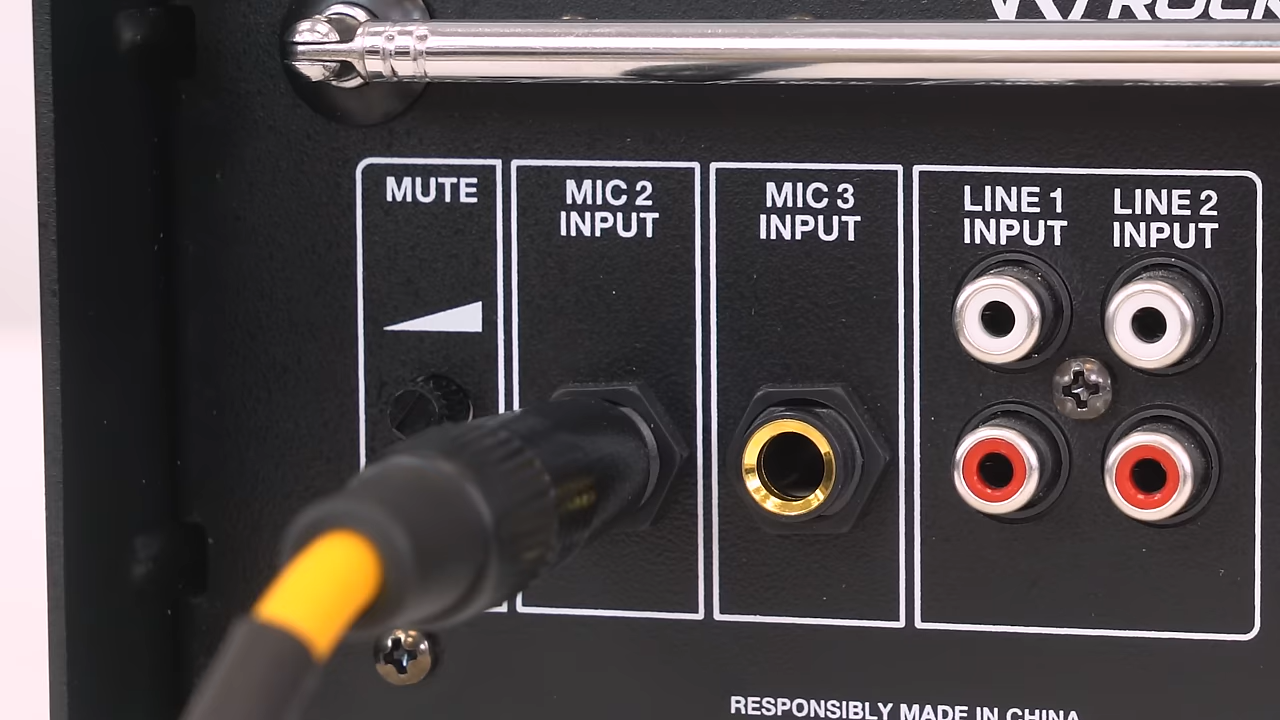 MUTE
MIC 2
INPUT
MIC 3
INPUT
LINE 1
INPUT
LINE 2
INPUT
RESPONSIBLY MADE IN CHINA